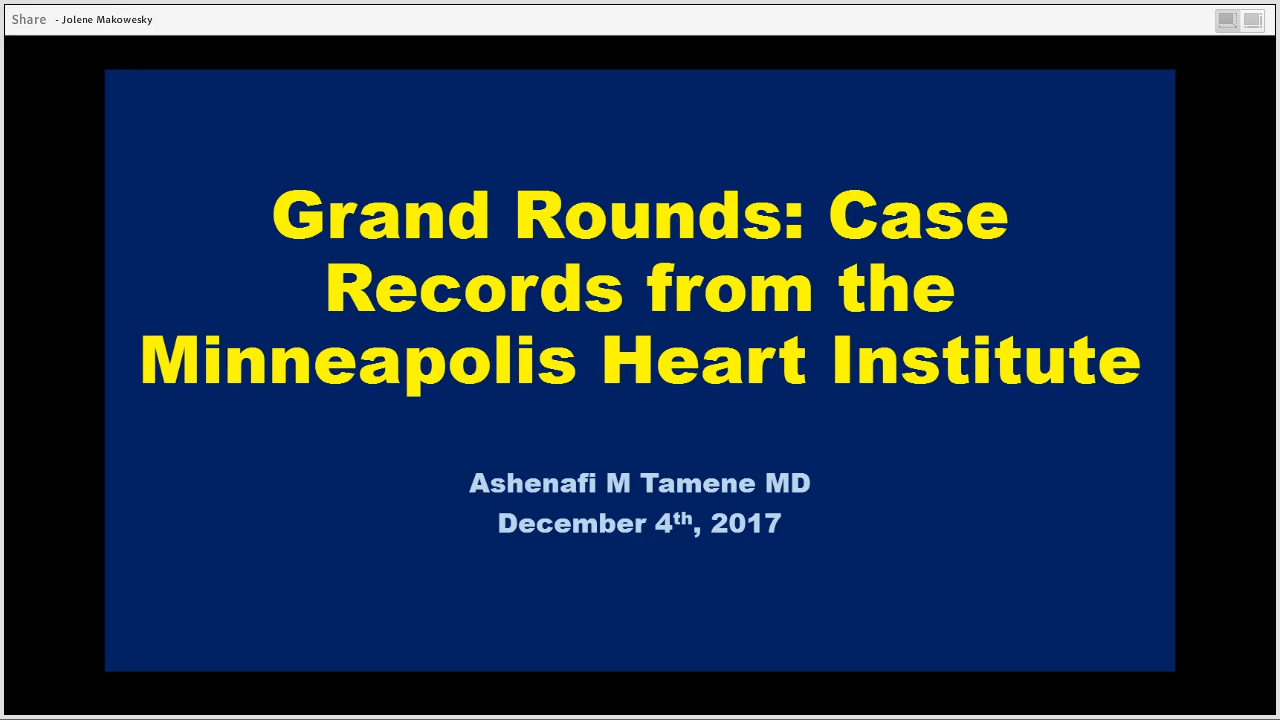 Share - Jolene Makowesky
Grand Rounds: Case
Records from the
Minneapolis Heart Institute
Ashenafi M Tamene MD
December 4th, 2017